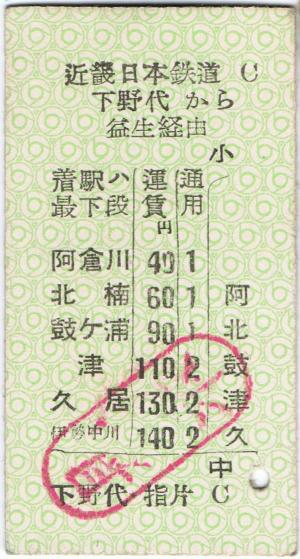 近畿日本鉄道 C
下野代 から
益生経由
小
着駅ハ 運 通
最下段 賃 用
円
阿倉川 40 1
北楠 60 1 阿
鼓ケ浦 90 1 北
津 110 2 鼓
久居 130 2 津
伊勢中川 140 2 久
中
下野代・指片 C